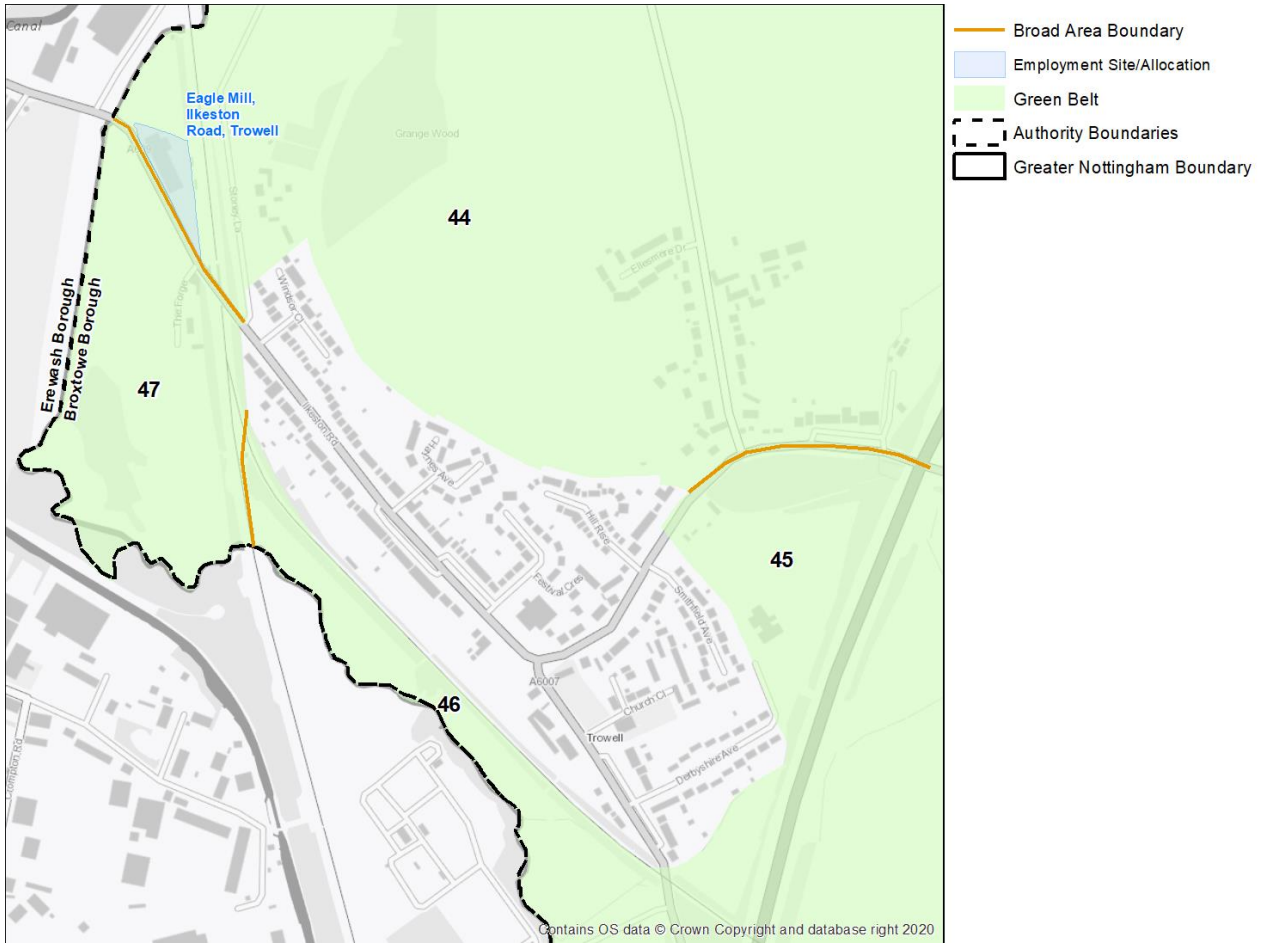 Canal
Eagle Mill,
Ilkeston
Road, Trowell
Grange Wood
Stoney Ln
44
Ellesmere Dr
Windsor Cl
The Forge
Erewash Borough
Broxtowe Borough
47
Ilkeston Rd
Hill Rise
45
Festival Cres
Smithfield Ave
A6007
46
Church Cl
Trowell
Derbyshire Ave
Crompton Rd
Contains OS data © Crown Copyright and database right 2020
Broad Area Boundary
Employment Site/Allocation
Green Belt
Authority Boundaries
Greater Nottingham Boundary